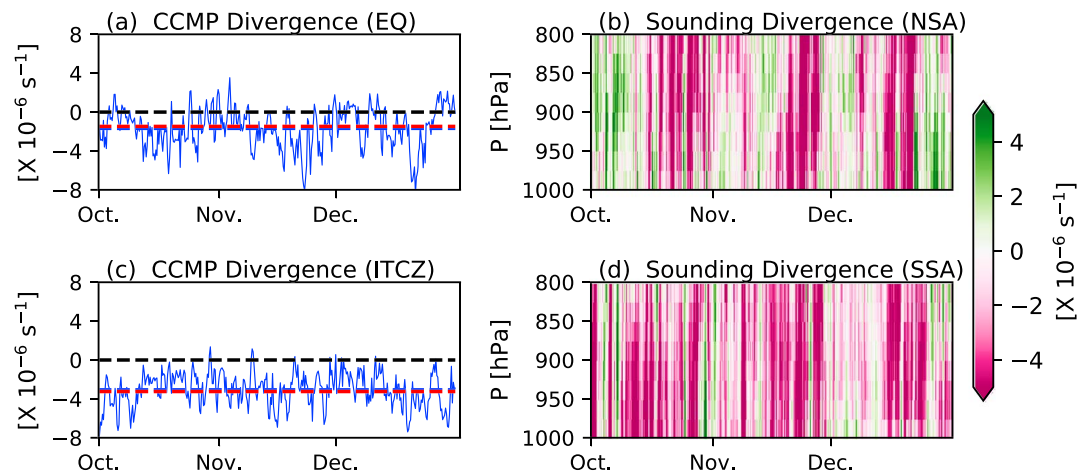 (a) CCMP Divergence (EQ)
[X 10⁻⁶ s⁻¹]
8
4
0
−4
−8
Oct. Nov. Dec.
(b) Sounding Divergence (NSA)
P [hPa]
800
850
900
950
1000
Oct. Nov. Dec.
(c) CCMP Divergence (ITCZ)
[X 10⁻⁶ s⁻¹]
8
4
0
−4
−8
Oct. Nov. Dec.
(d) Sounding Divergence (SSA)
P [hPa]
800
850
900
950
1000
Oct. Nov. Dec.
4
2
0
−2
−4
[X 10⁻⁶ s⁻¹]